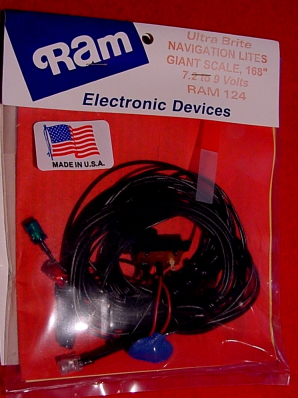 Ram
Ultra Brite
NAVIGATION LITES
GIANT SCALE, 168"
7.2 to 9 Volts
RAM 124
Electronic Devices
MADE IN U.S.A.